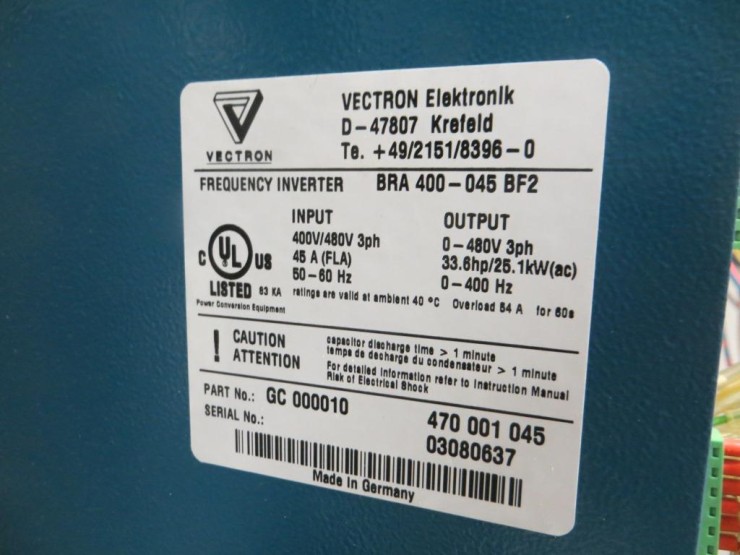 VECTRON
VECTRON Elektronik
D-47807 Krefeld
Te. +49/2151/8396-0
FREQUENCY INVERTER BRA 400-045 BF2
INPUT
400V/480V 3ph
45 A (FLA)
50-60 Hz
OUTPUT
0-480V 3ph
33.6hp/25.1kW(ac)
0-400 Hz
C UL US
LISTED 63 KA
Power Conversion Equipment
ratings are valid at ambient 40 °C Overload 54 A for 60s
! CAUTION
ATTENTION
capacitor discharge time > 1 minute
temps de decharge du condensateur > 1 minute
For detailed information refer to Instruction Manual
Risk of Electrical Shock
PART No.: GC 000010
SERIAL No.:
470 001 045
03080637
Made in Germany